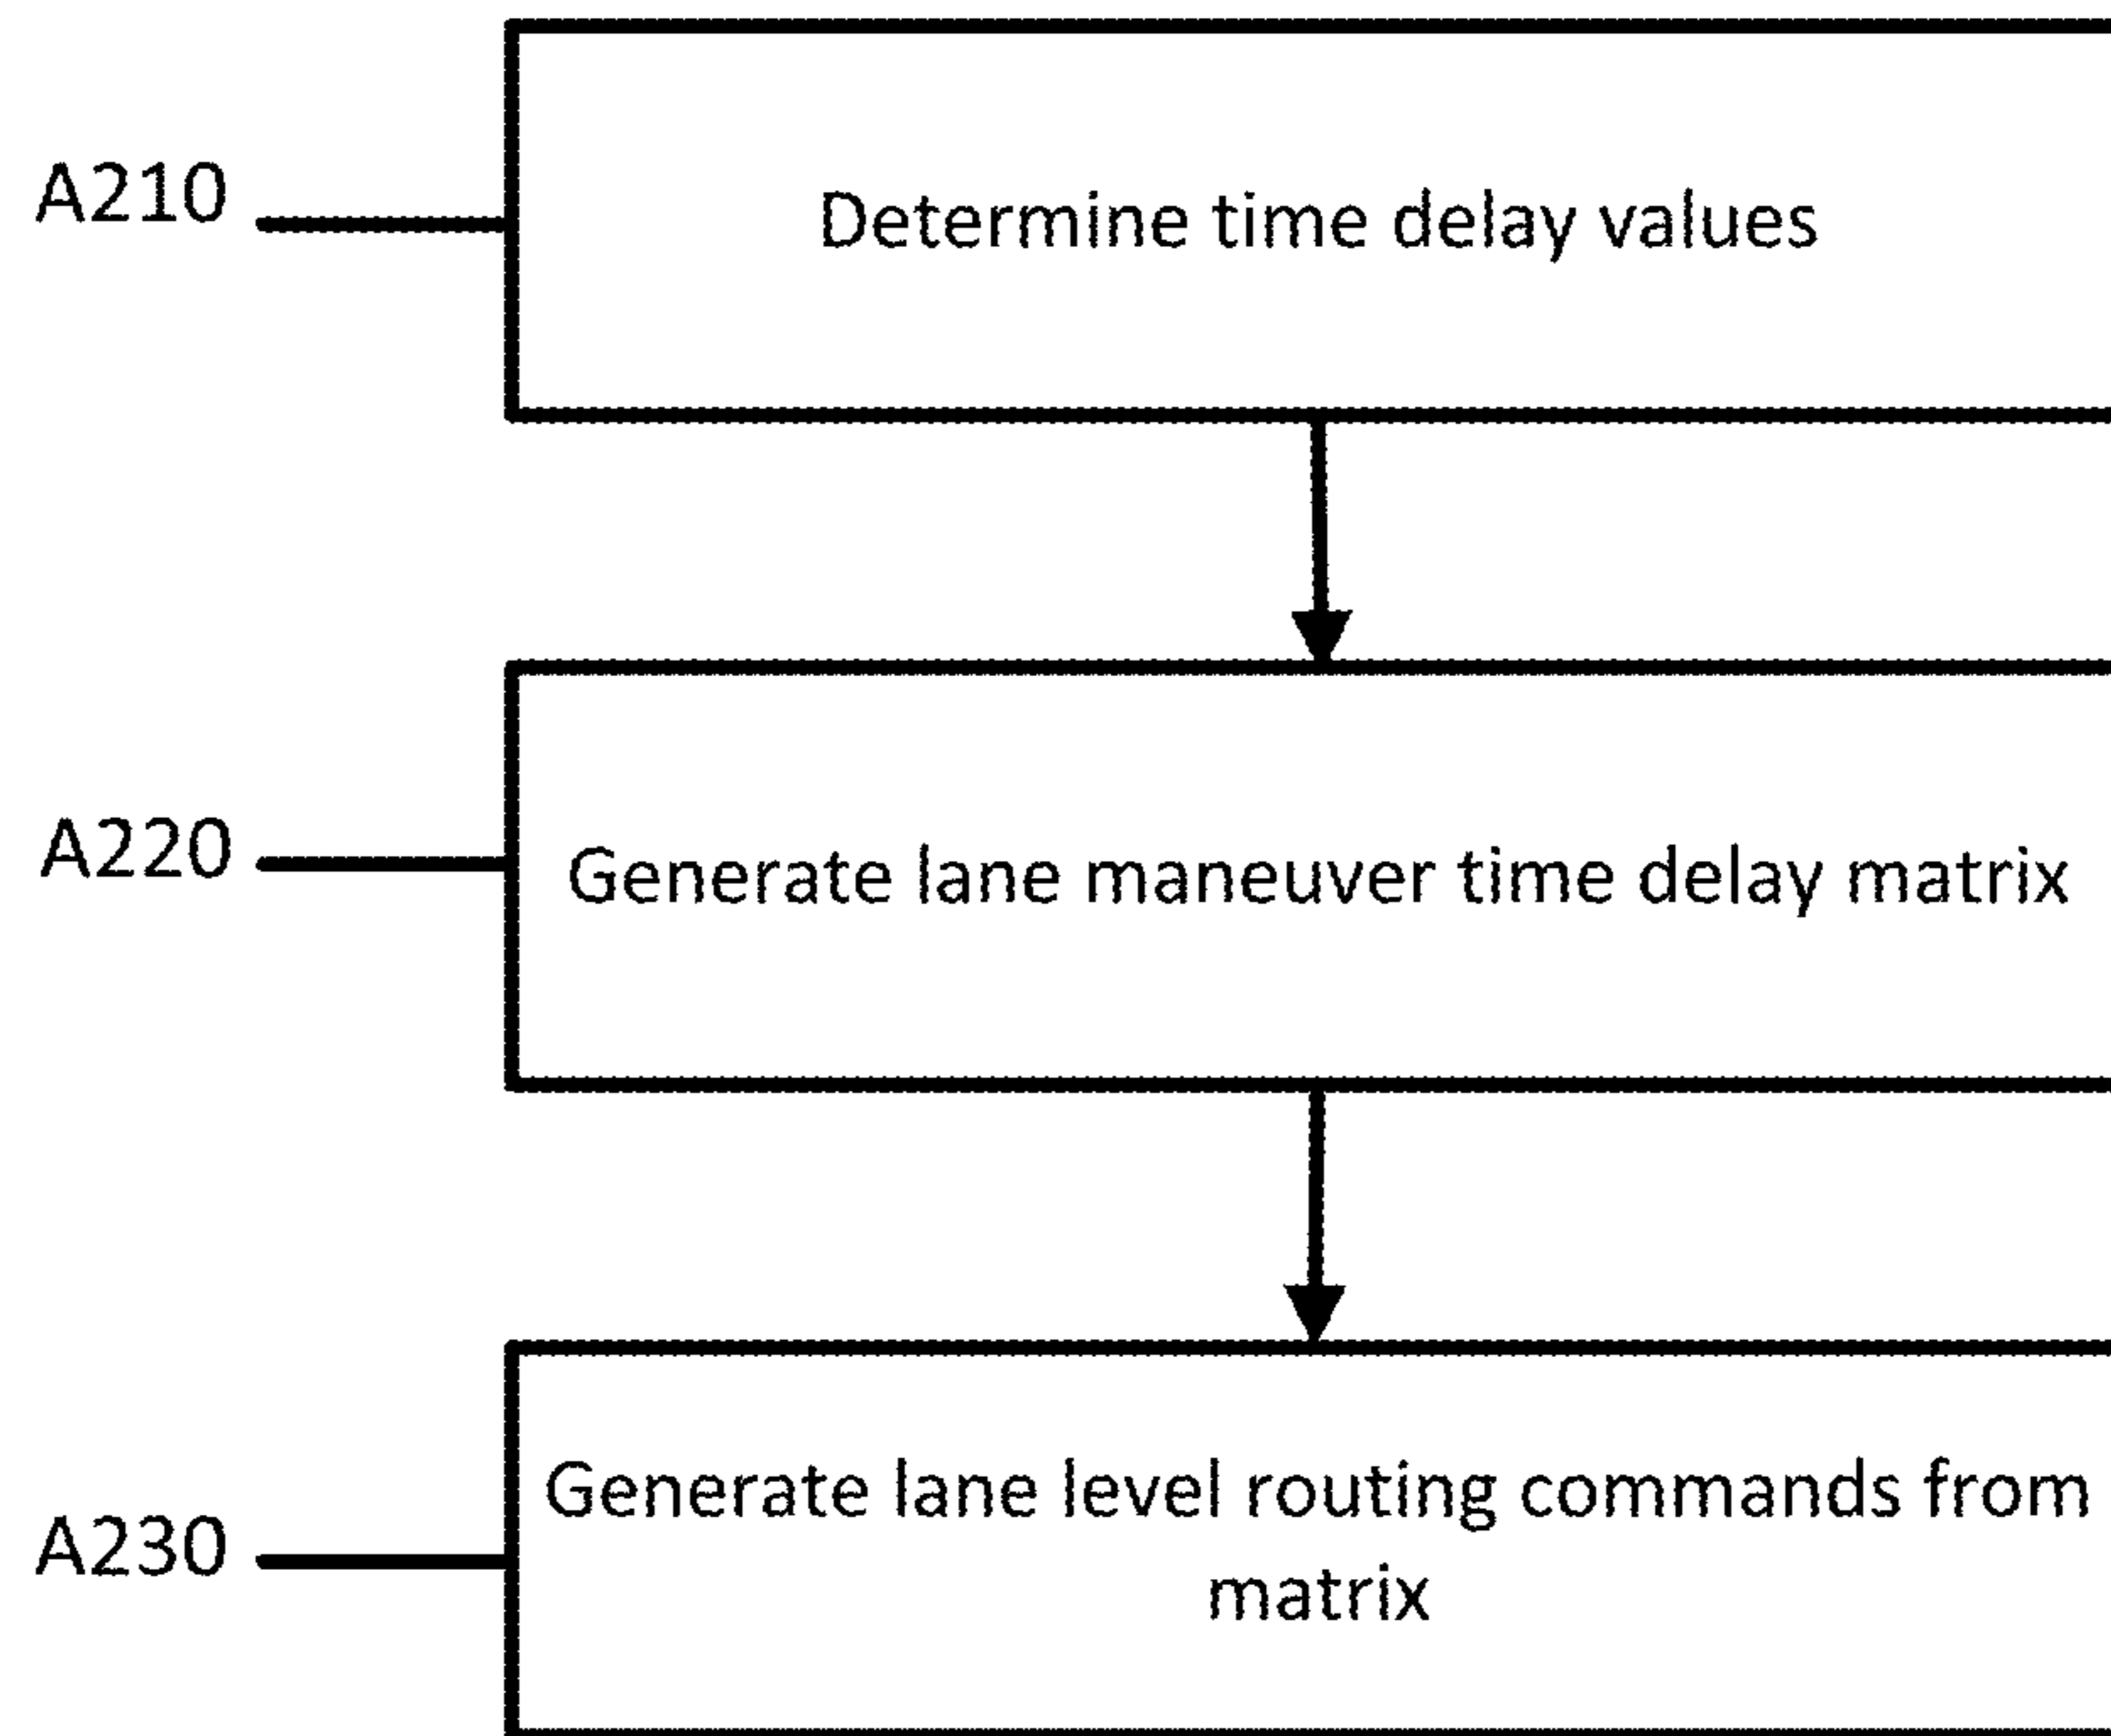 A210
Determine time delay values
A220
Generate lane maneuver time delay matrix
A230
Generate lane level routing commands from
matrix